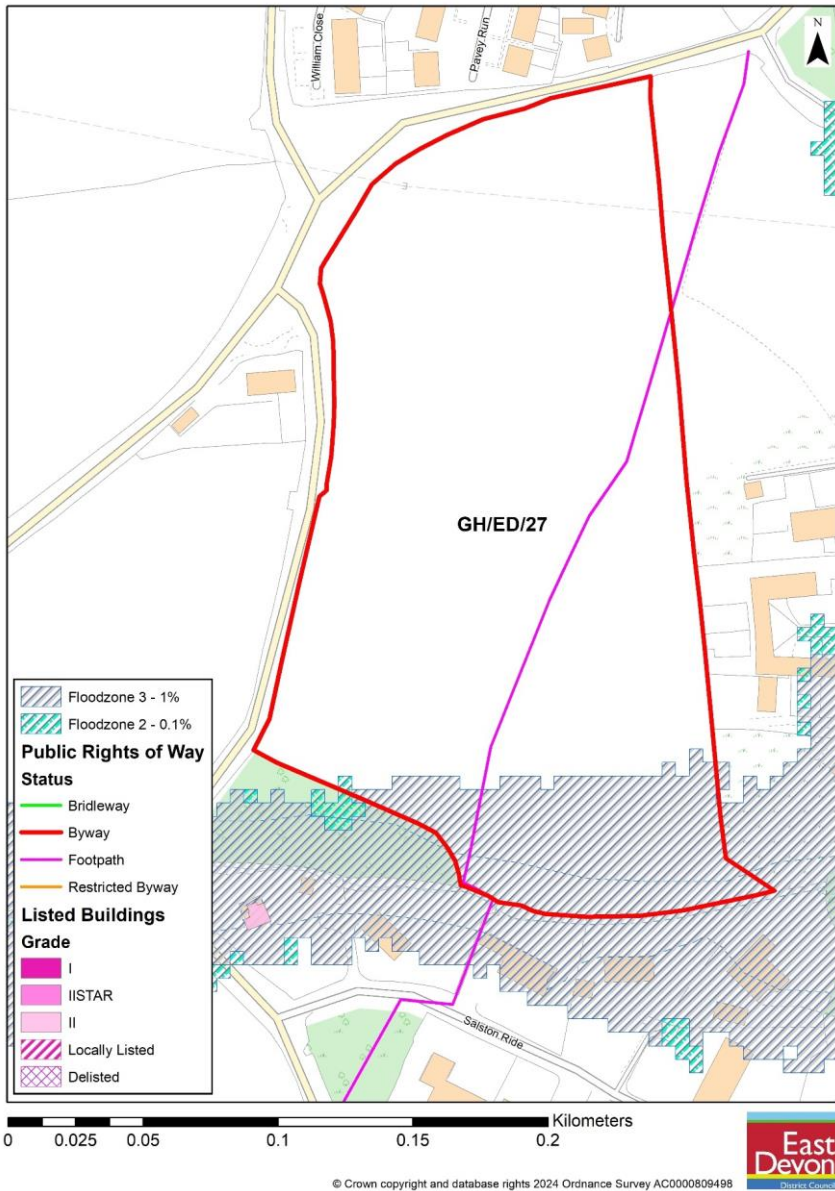 N
William Close
Pavey Run
E
GH/ED/27
Floodzone 3 - 1%
Floodzone 2 - 0.1%
Public Rights of Way
Status
Bridleway
Byway
Footpath
Restricted Byway
Listed Buildings
Grade
I
IISTAR
II
Locally Listed
Delisted
Salston Ride
Kilometers
0 0.025 0.05 0.1 0.15 0.2
East
Devon
District Council
© Crown copyright and database rights 2024 Ordnance Survey AC0000809498